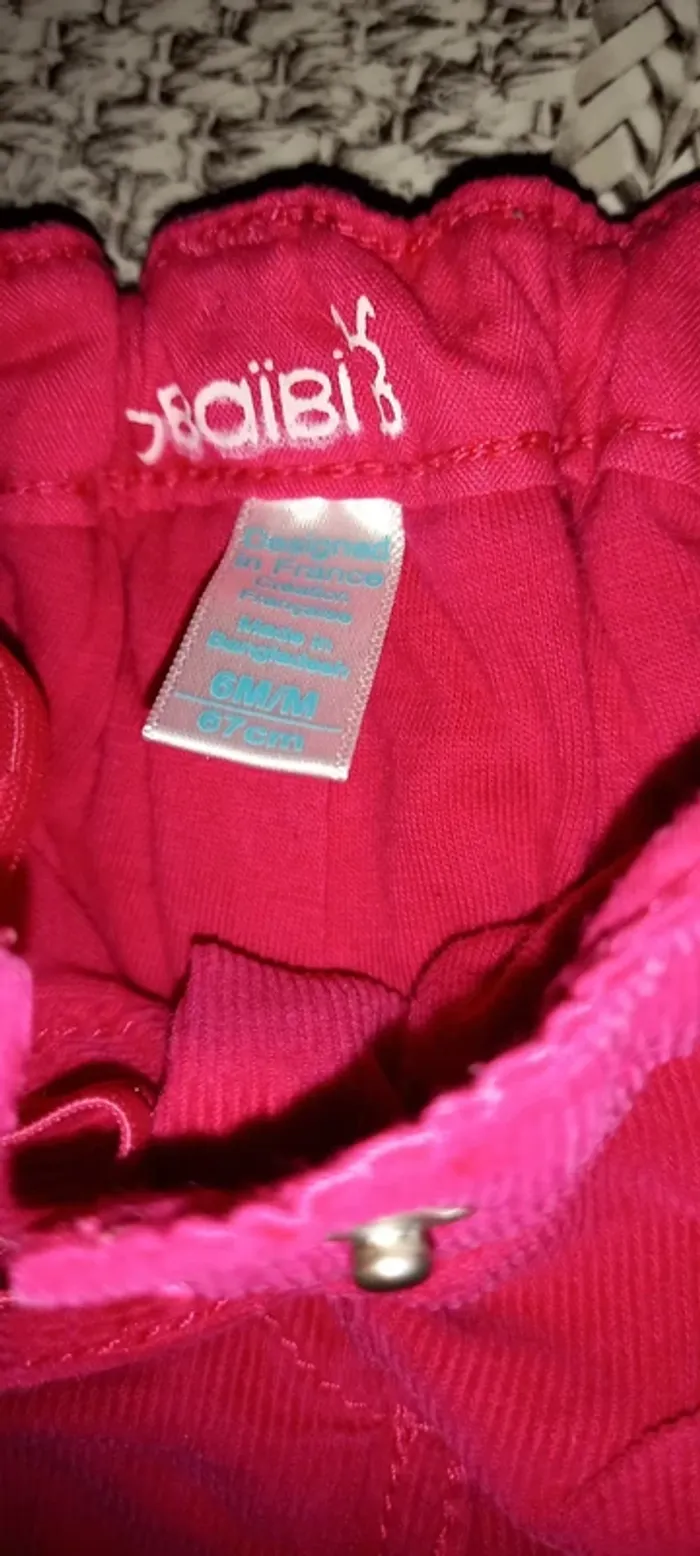 OBAÏBI
Designed
in France
Création
Française
Made in
Bangladesh
6M/M
67cm